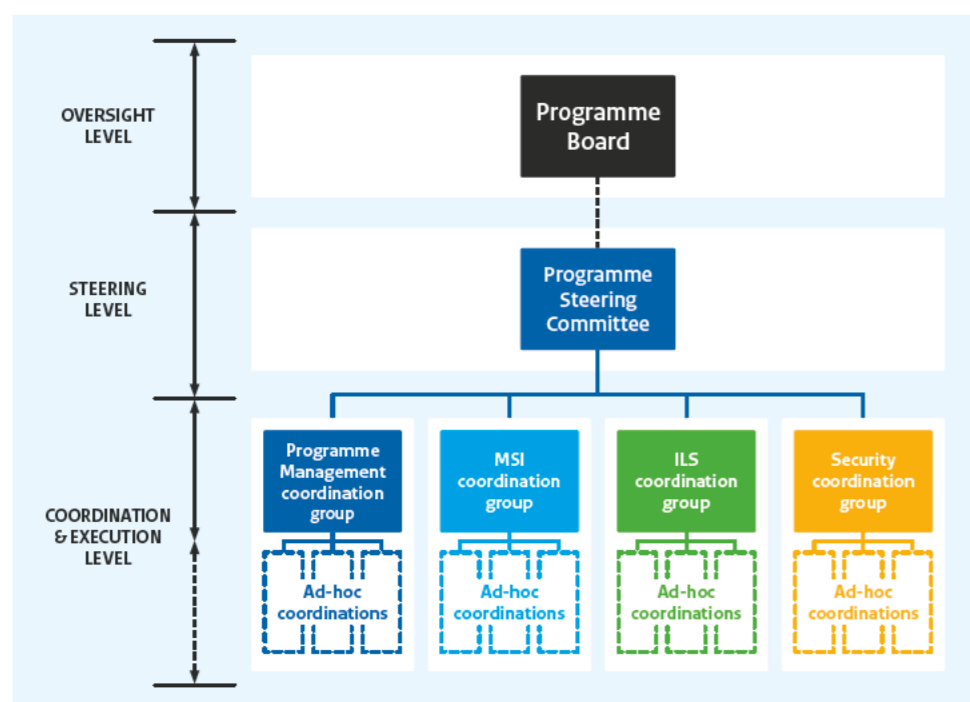 OVERSIGHT
LEVEL
Programme
Board
STEERING
LEVEL
Programme
Steering
Committee
COORDINATION
& EXECUTION
LEVEL
Programme
Management
coordination
group
MSI
coordination
group
ILS
coordination
group
Security
coordination
group
Ad-hoc
coordinations
Ad-hoc
coordinations
Ad-hoc
coordinations
Ad-hoc
coordinations